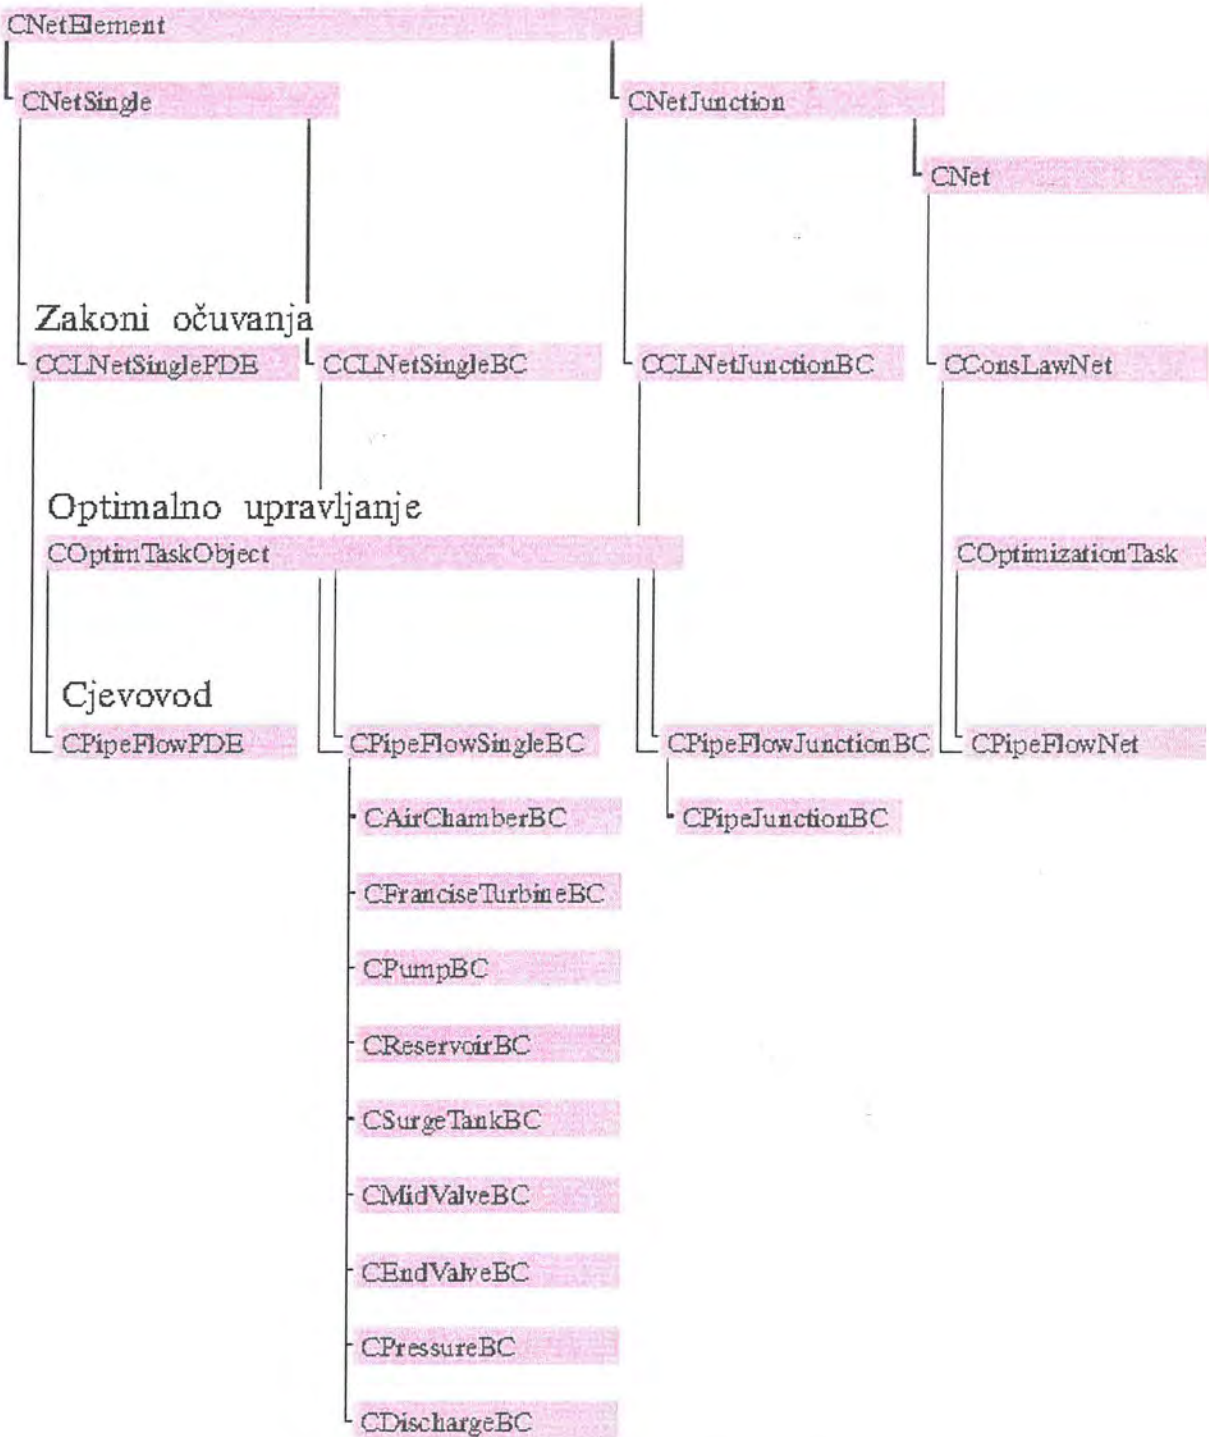 CNetElement
CNetSingle
CNetJunction
CNet
Zakoni očuvanja
CCLNetSinglePDE
CCLNetSingleBC
CCLNetJunctionBC
CConsLawNet
Optimalno upravljanje
COptimTaskObject
COptimizationTask
Cjevovod
CPipeFlowPDE
CPipeFlowSingleBC
CPipeFlowJunctionBC
CPipeFlowNet
CAirChamberBC
CPipeJunctionBC
CFranciseTurbineBC
CPumpBC
CReservoirBC
CSurgeTankBC
CMidValveBC
CEndValveBC
CPressureBC
CDischargeBC